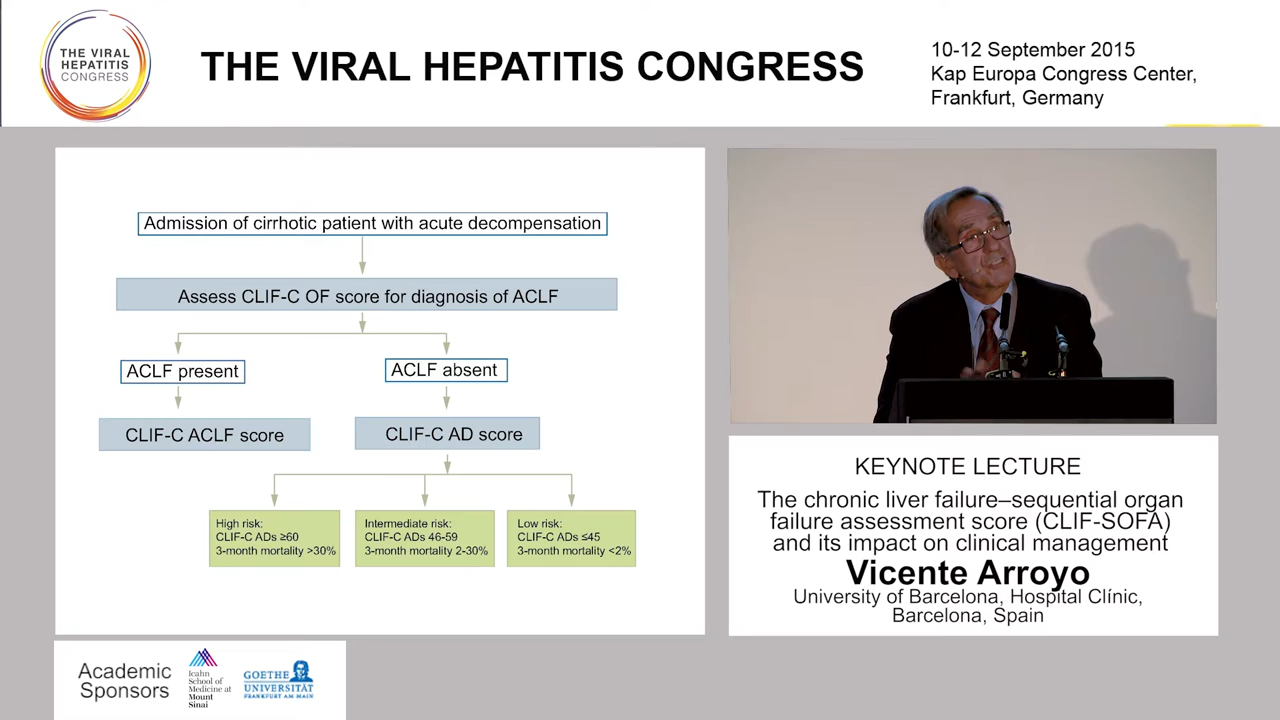 THE VIRAL
HEPATITIS
CONGRESS
THE VIRAL HEPATITIS CONGRESS
10-12 September 2015
Kap Europa Congress Center,
Frankfurt, Germany
Admission of cirrhotic patient with acute decompensation
Assess CLIF-C OF score for diagnosis of ACLF
ACLF present
ACLF absent
CLIF-C ACLF score
CLIF-C AD score
High risk:
CLIF-C ADs ≥60
3-month mortality >30%
Intermediate risk:
CLIF-C ADs 46-59
3-month mortality 2-30%
Low risk:
CLIF-C ADs ≤45
3-month mortality <2%
KEYNOTE LECTURE
The chronic liver failure–sequential organ
failure assessment score (CLIF-SOFA)
and its impact on clinical management
Vicente Arroyo
University of Barcelona, Hospital Clínic,
Barcelona, Spain
Academic
Sponsors
Icahn
School of
Medicine at
Mount
Sinai
GOETHE
UNIVERSITÄT
FRANKFURT AM MAIN